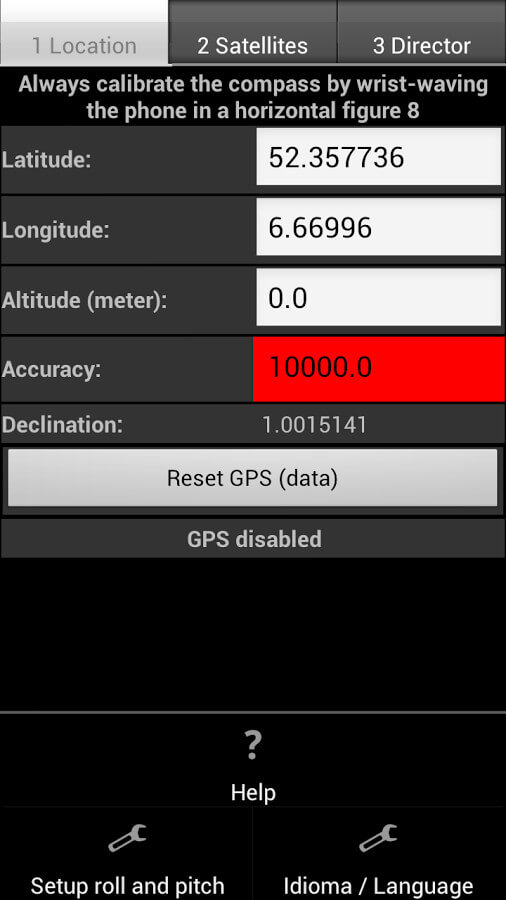 1 Location
2 Satellites
3 Director
Always calibrate the compass by wrist-waving
the phone in a horizontal figure 8
Latitude:
52.357736
Longitude:
6.66996
Altitude (meter):
0.0
Accuracy:
10000.0
Declination:
1.0015141
Reset GPS (data)
GPS disabled
?
Help
Setup roll and pitch
Idioma / Language